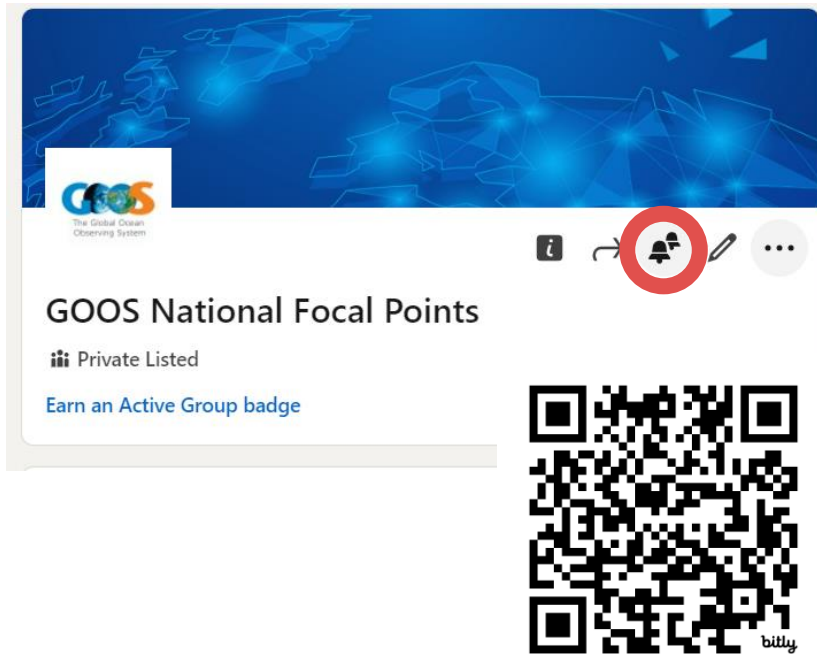 GOOS
The Global Ocean
Observing System
i
GOOS National Focal Points
Private Listed
Earn an Active Group badge
bitly